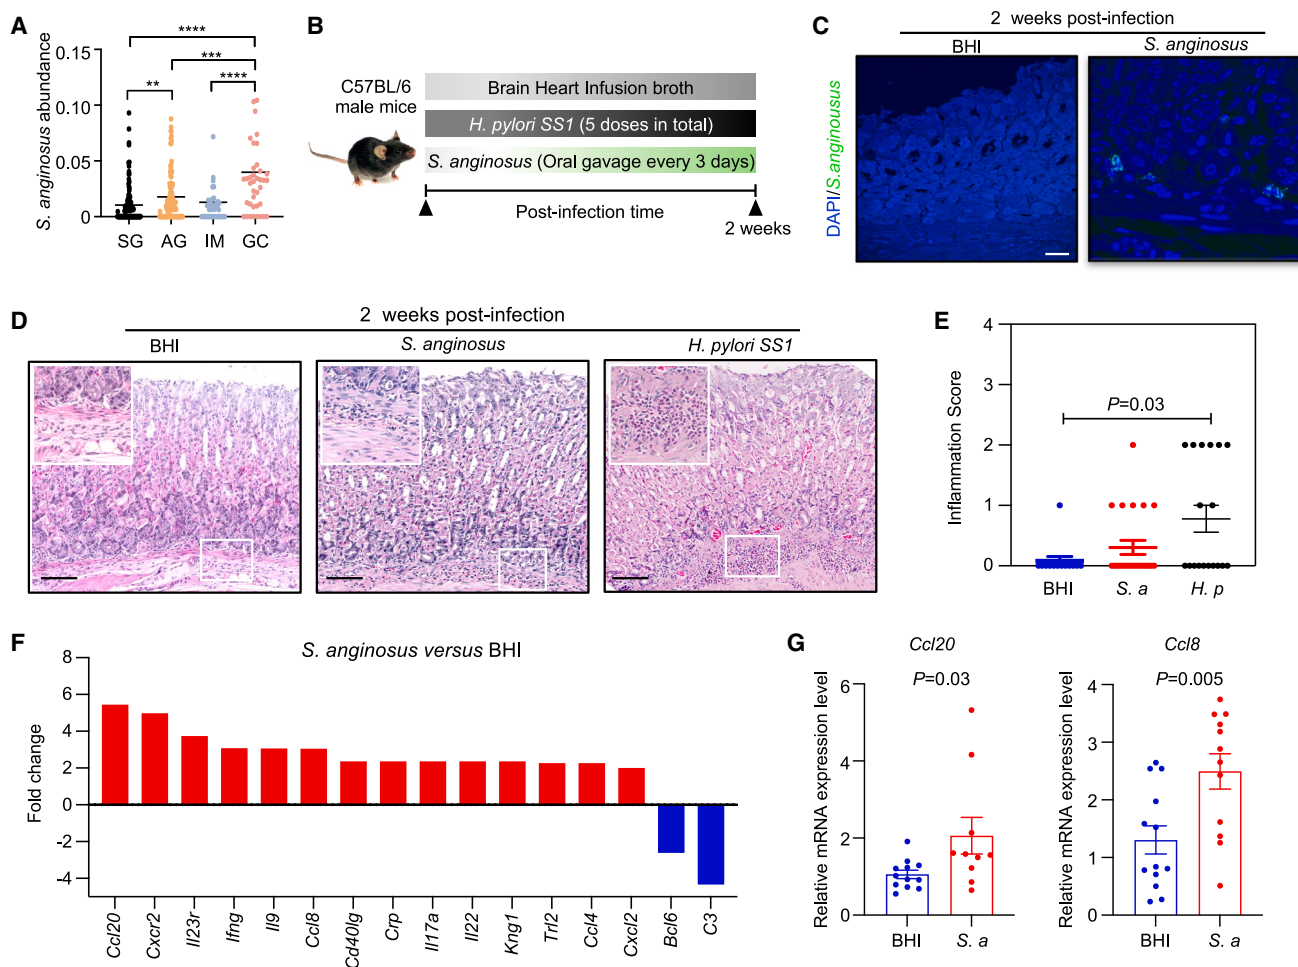 A
****
***
**
****
S. anginosus abundance
0.15
0.10
0.05
0
SG
AG
IM
GC
B
C57BL/6
male mice
Brain Heart Infusion broth
H. pylori SS1 (5 doses in total)
S. anginosus (Oral gavage every 3 days)
Post-infection time
2 weeks
C
2 weeks post-infection
BHI
S. anginosus
DAPI/S.anginousus
D
2 weeks post-infection
BHI
S. anginosus
H. pylori SS1
E
Inflammation Score
4
3
2
1
0
P=0.03
BHI
S. a
H. p
F
S. anginosus versus BHI
Fold change
8
6
4
2
0
-2
-4
Ccl20
Cxcr2
Il23r
Ifng
Il9
Ccl8
Cd40lg
Crp
Il17a
Il22
Kng1
Trl2
Ccl4
Cxcl2
Bcl6
C3
G
Ccl20
P=0.03
Relative mRNA expression level
6
4
2
0
BHI
S. a
Ccl8
P=0.005
Relative mRNA expression level
4
3
2
1
0
BHI
S. a